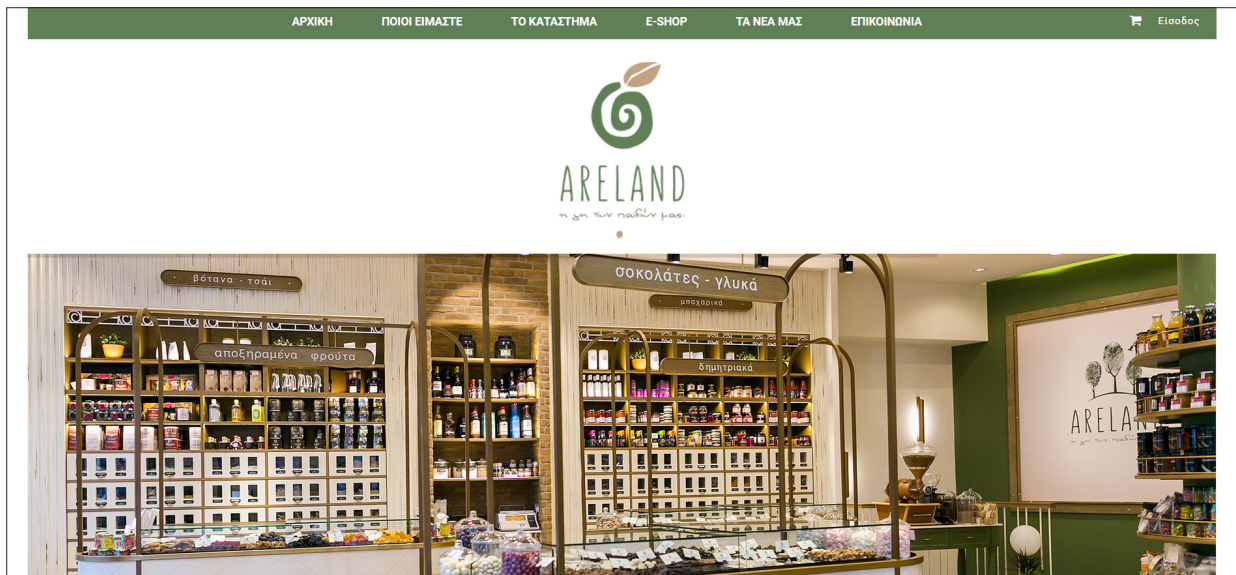 ΑΡΧΙΚΗ ΠΟΙΟΙ ΕΙΜΑΣΤΕ ΤΟ ΚΑΤΑΣΤΗΜΑ E-SHOP ΤΑ ΝΕΑ ΜΑΣ ΕΠΙΚΟΙΝΩΝΙΑ Είσοδος
ARELAND
η γη των παιδιών μας.
βότανα - τσάι
σοκολάτες - γλυκά
μπαχαρικά
αποξηραμένα φρούτα
δημητριακά